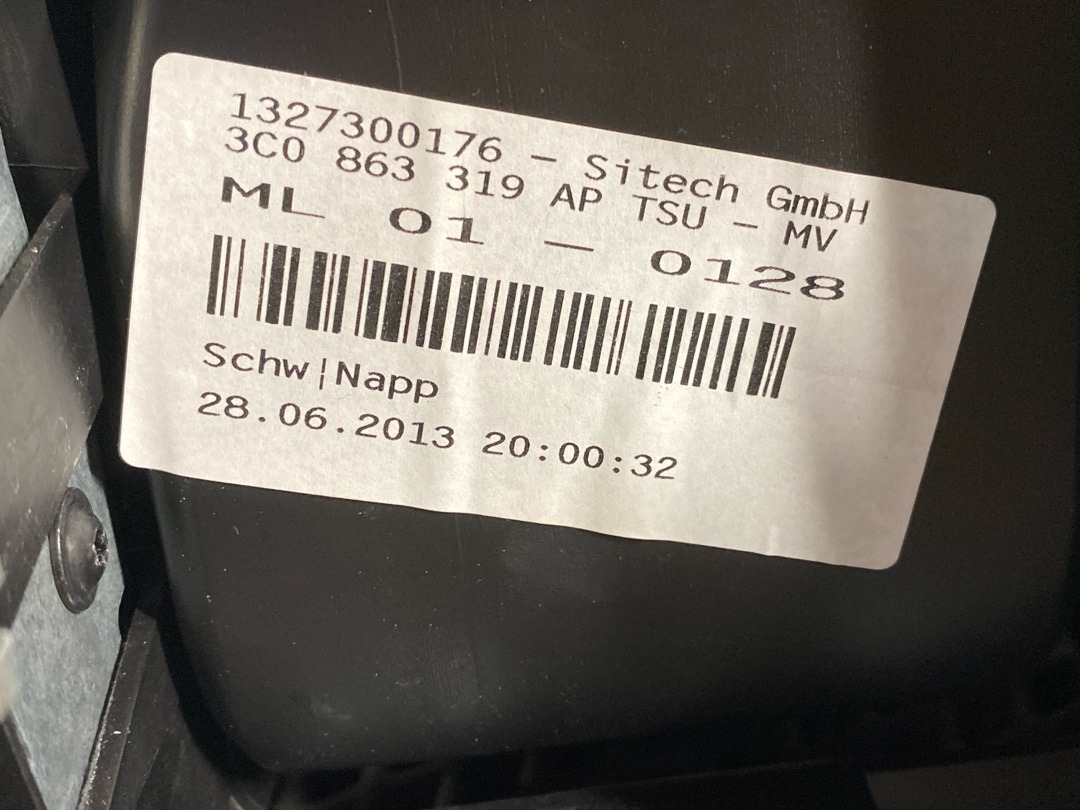 1327300176 - Sitech GmbH
3C0 863 319 AP TSU - MV
ML 01 - 0128
Schw¦Napp
28.06.2013 20:00:32